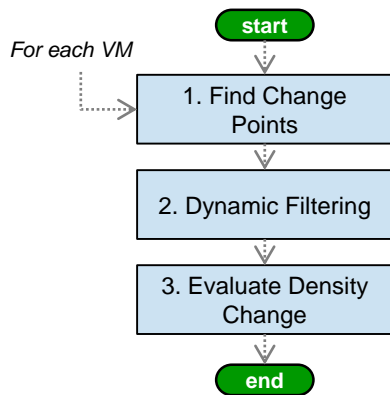 start
For each VM
1. Find Change
Points
2. Dynamic Filtering
3. Evaluate Density
Change
end